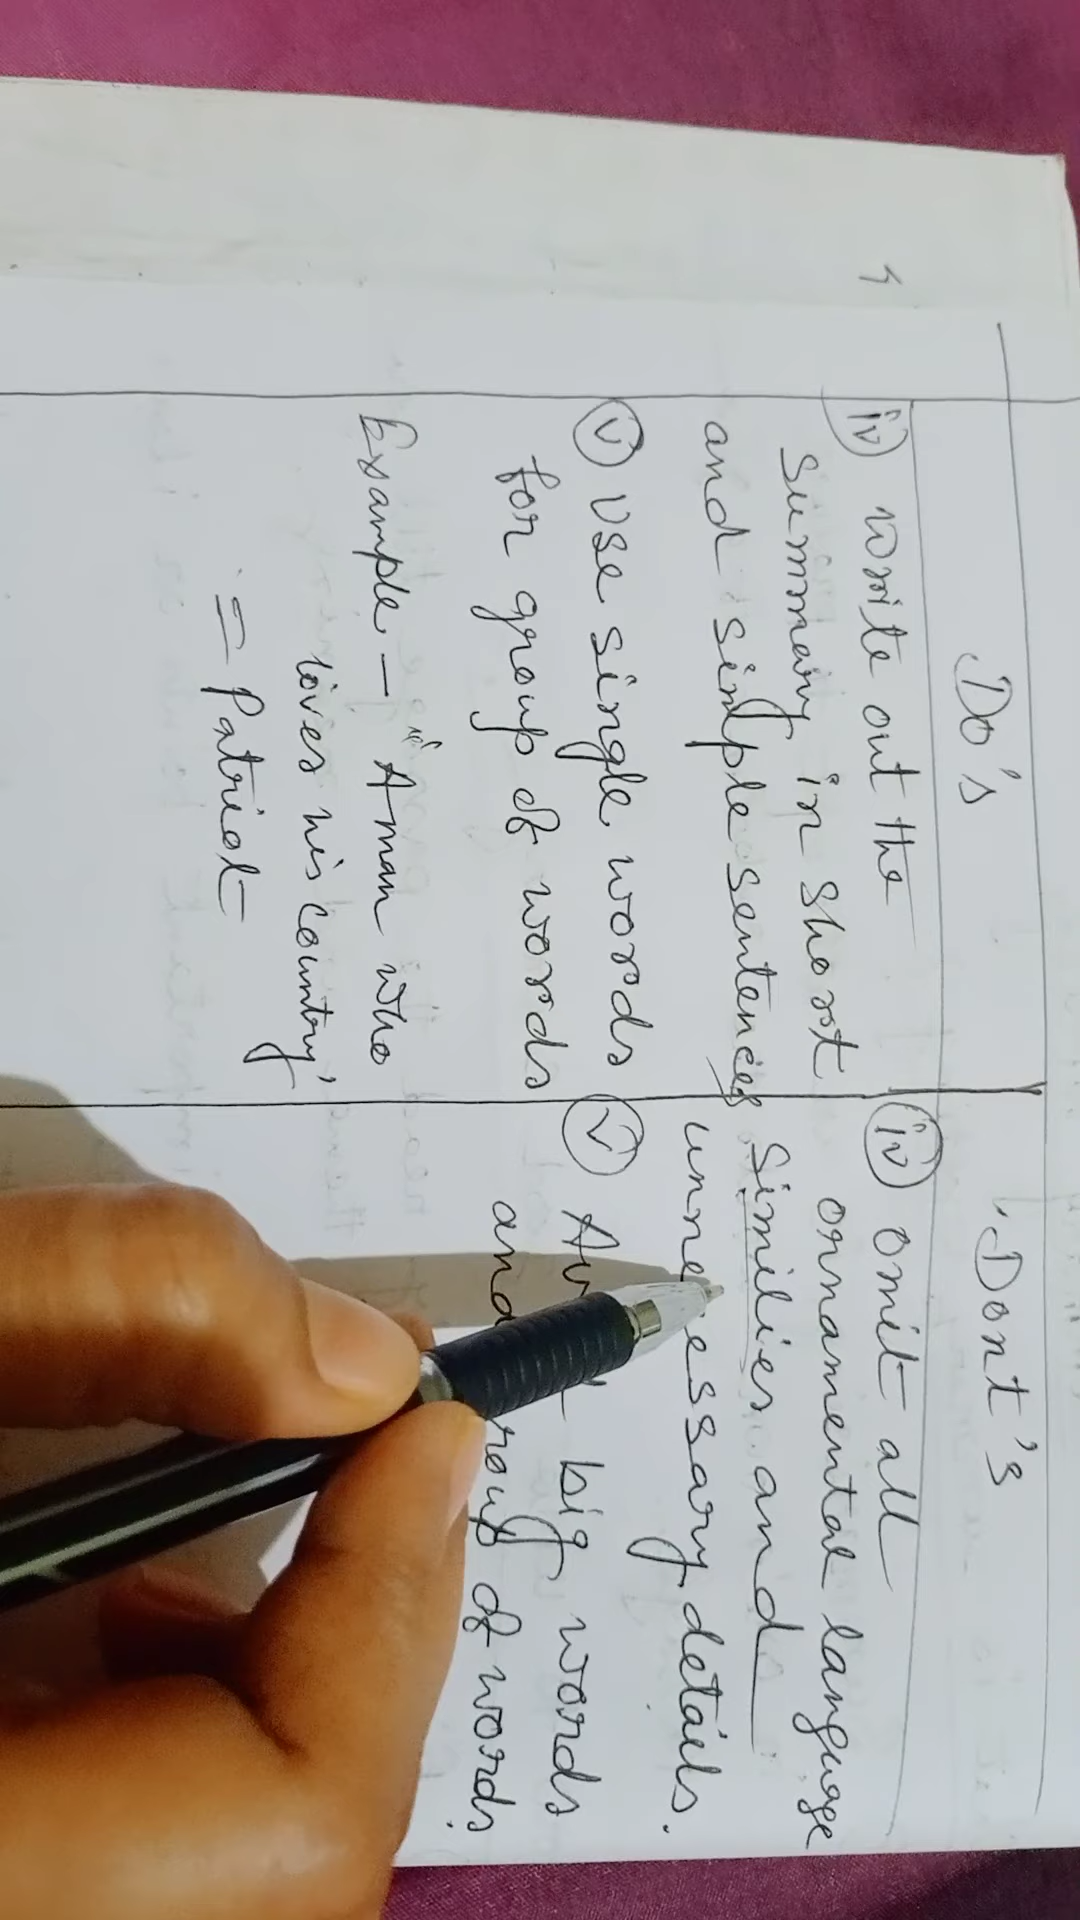 Do's
Dont's
iv) write out the
summary in short
and simple sentences
v) Use single words
for group of words
Example - "A man who
loves his country"
= Patriot
iv) omit all
ornamental language
Similies and
unnecessary details.
v) big words
of words.